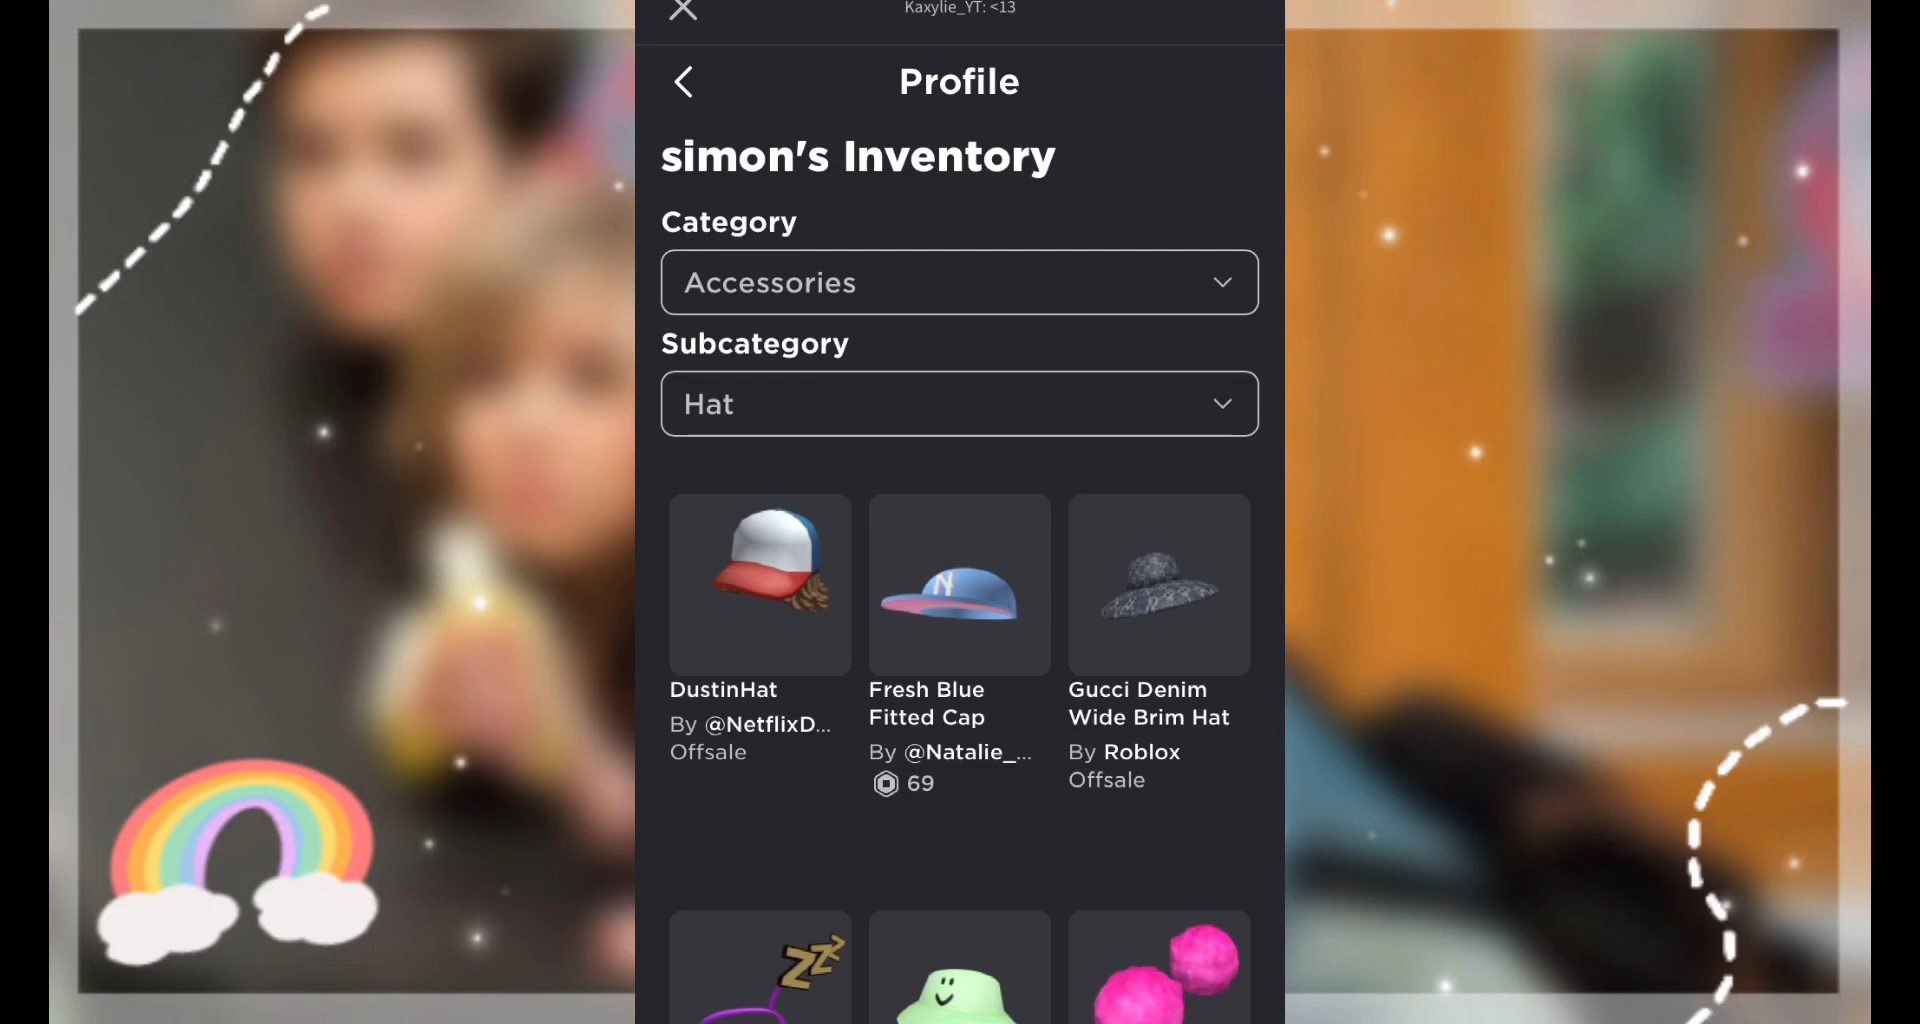 Kaxylie_YT: <13
Profile
simon's Inventory
Category
Accessories
Subcategory
Hat
N
DustinHat
By @NetflixD...
Offsale
Fresh Blue
Fitted Cap
By @Natalie_...
69
Gucci Denim
Wide Brim Hat
By Roblox
Offsale
ZZZ